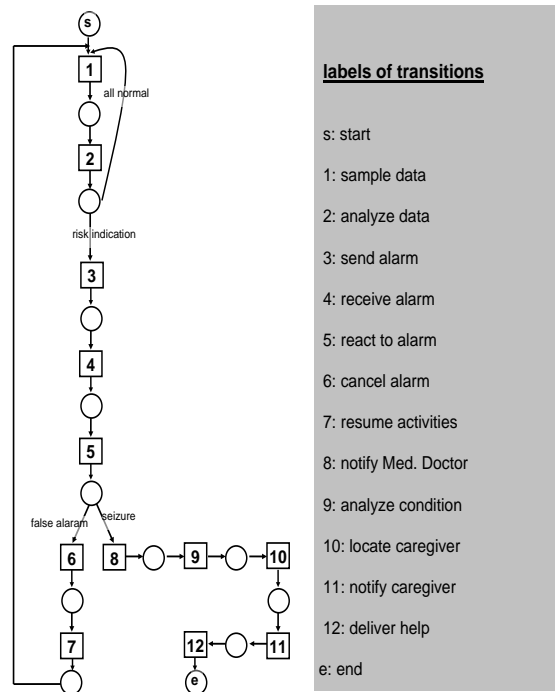 s
1
all normal
2
risk indication
3
4
5
false alaram
seizure
6
8
9
10
7
12
11
e
labels of transitions
s: start
1: sample data
2: analyze data
3: send alarm
4: receive alarm
5: react to alarm
6: cancel alarm
7: resume activities
8: notify Med. Doctor
9: analyze condition
10: locate caregiver
11: notify caregiver
12: deliver help
e: end